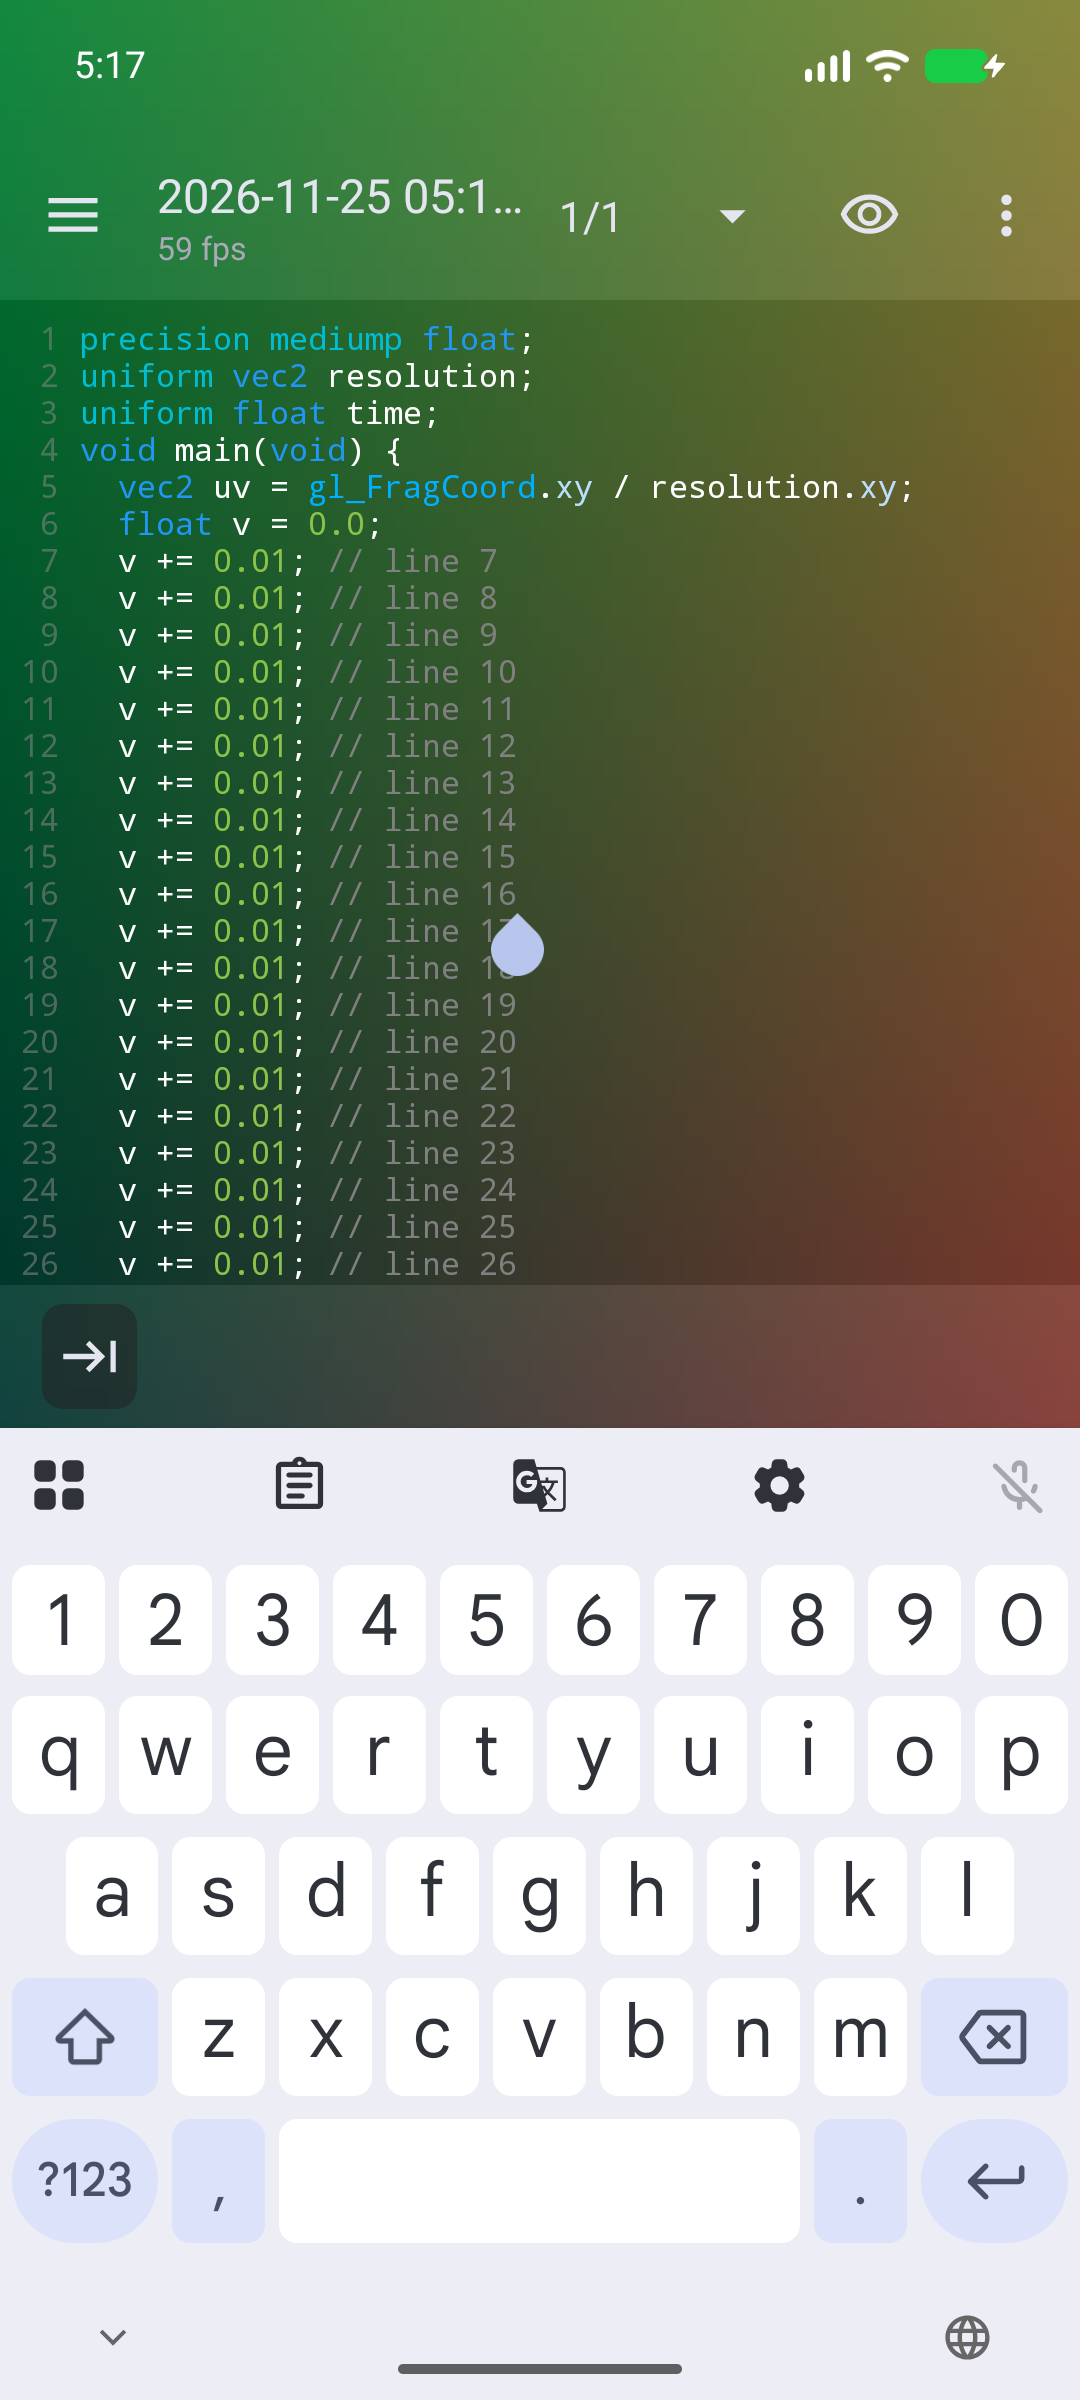 5:17
2026-11-25 05:1...
1/1
59 fps
1 precision mediump float;
2 uniform vec2 resolution;
3 uniform float time;
4 void main(void) {
5 vec2 uv = gl_FragCoord.xy / resolution.xy;
6 float v = 0.0;
7 v += 0.01; // line 7
8 v += 0.01; // line 8
9 v += 0.01; // line 9
10 v += 0.01; // line 10
11 v += 0.01; // line 11
12 v += 0.01; // line 12
13 v += 0.01; // line 13
14 v += 0.01; // line 14
15 v += 0.01; // line 15
16 v += 0.01; // line 16
17 v += 0.01; // line 17
18 v += 0.01; // line 18
19 v += 0.01; // line 19
20 v += 0.01; // line 20
21 v += 0.01; // line 21
22 v += 0.01; // line 22
23 v += 0.01; // line 23
24 v += 0.01; // line 24
25 v += 0.01; // line 25
26 v += 0.01; // line 26
1 2 3 4 5 6 7 8 9 0
q w e r t y u i o p
a s d f g h j k l
z x c v b n m
?123 , .